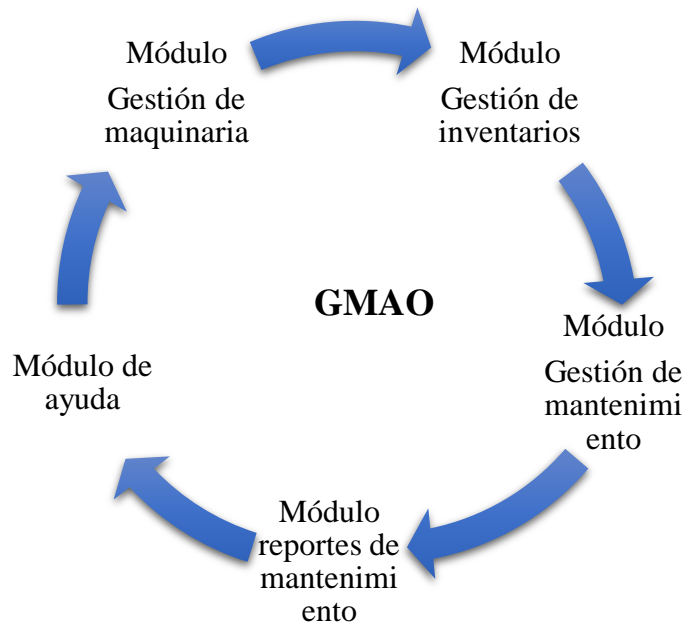 Módulo
Gestión de
maquinaria
Módulo
Gestión de
inventarios
GMAO
Módulo
Gestión de
mantenimi
ento
Módulo
reportes de
mantenimi
ento
Módulo de
ayuda